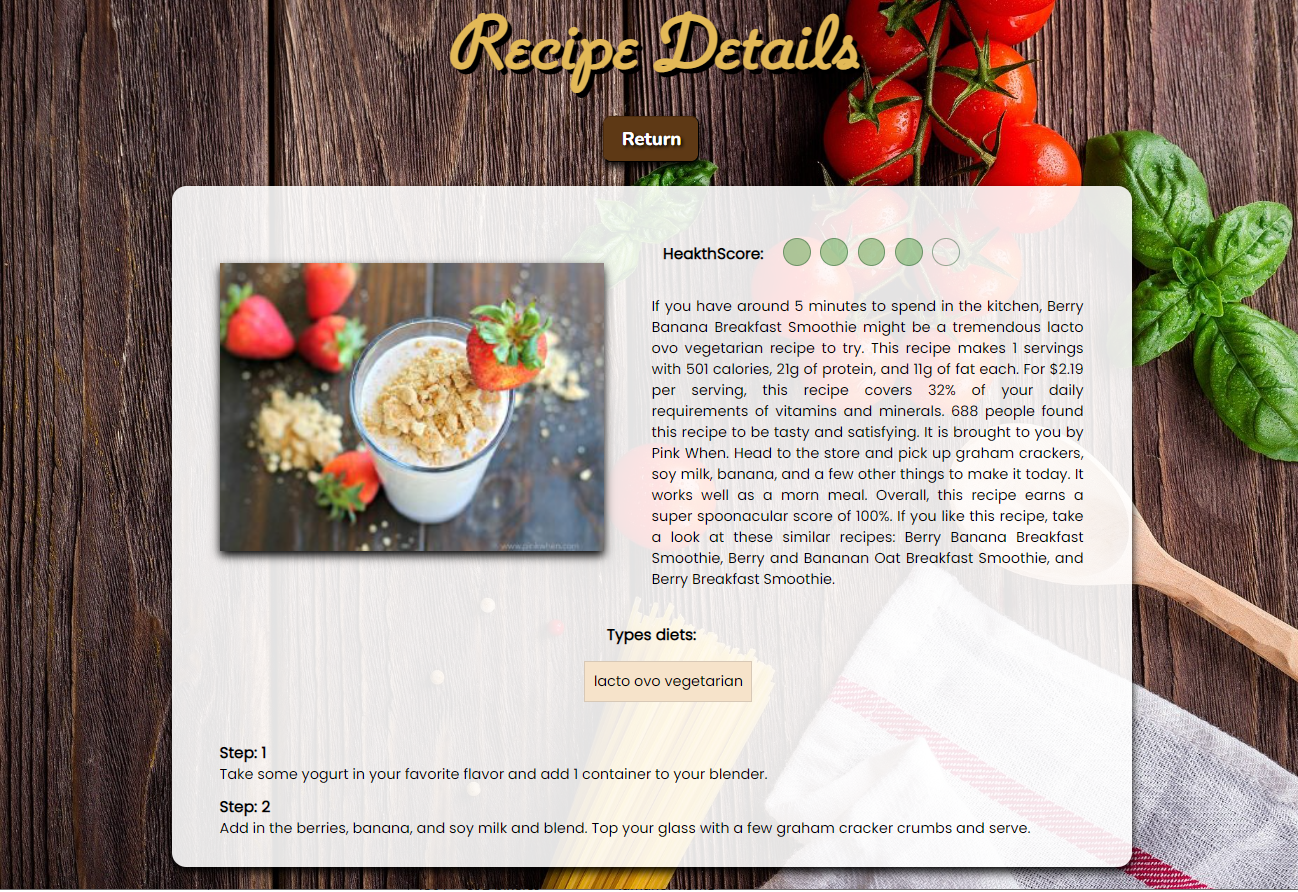 Recipe Details
Return
HeakthScore:
If you have around 5 minutes to spend in the kitchen, Berry
Banana Breakfast Smoothie might be a tremendous lacto
ovo vegetarian recipe to try. This recipe makes 1 servings
with 501 calories, 21g of protein, and 11g of fat each. For $2.19
per serving, this recipe covers 32% of your daily
requirements of vitamins and minerals. 688 people found
this recipe to be tasty and satisfying. It is brought to you by
Pink When. Head to the store and pick up graham crackers,
soy milk, banana, and a few other things to make it today. It
works well as a morn meal. Overall, this recipe earns a
super spoonacular score of 100%. If you like this recipe, take
a look at these similar recipes: Berry Banana Breakfast
Smoothie, Berry and Bananan Oat Breakfast Smoothie, and
Berry Breakfast Smoothie.
www.pinkwhen.com
Types diets:
lacto ovo vegetarian
Step: 1
Take some yogurt in your favorite flavor and add 1 container to your blender.
Step: 2
Add in the berries, banana, and soy milk and blend. Top your glass with a few graham cracker crumbs and serve.